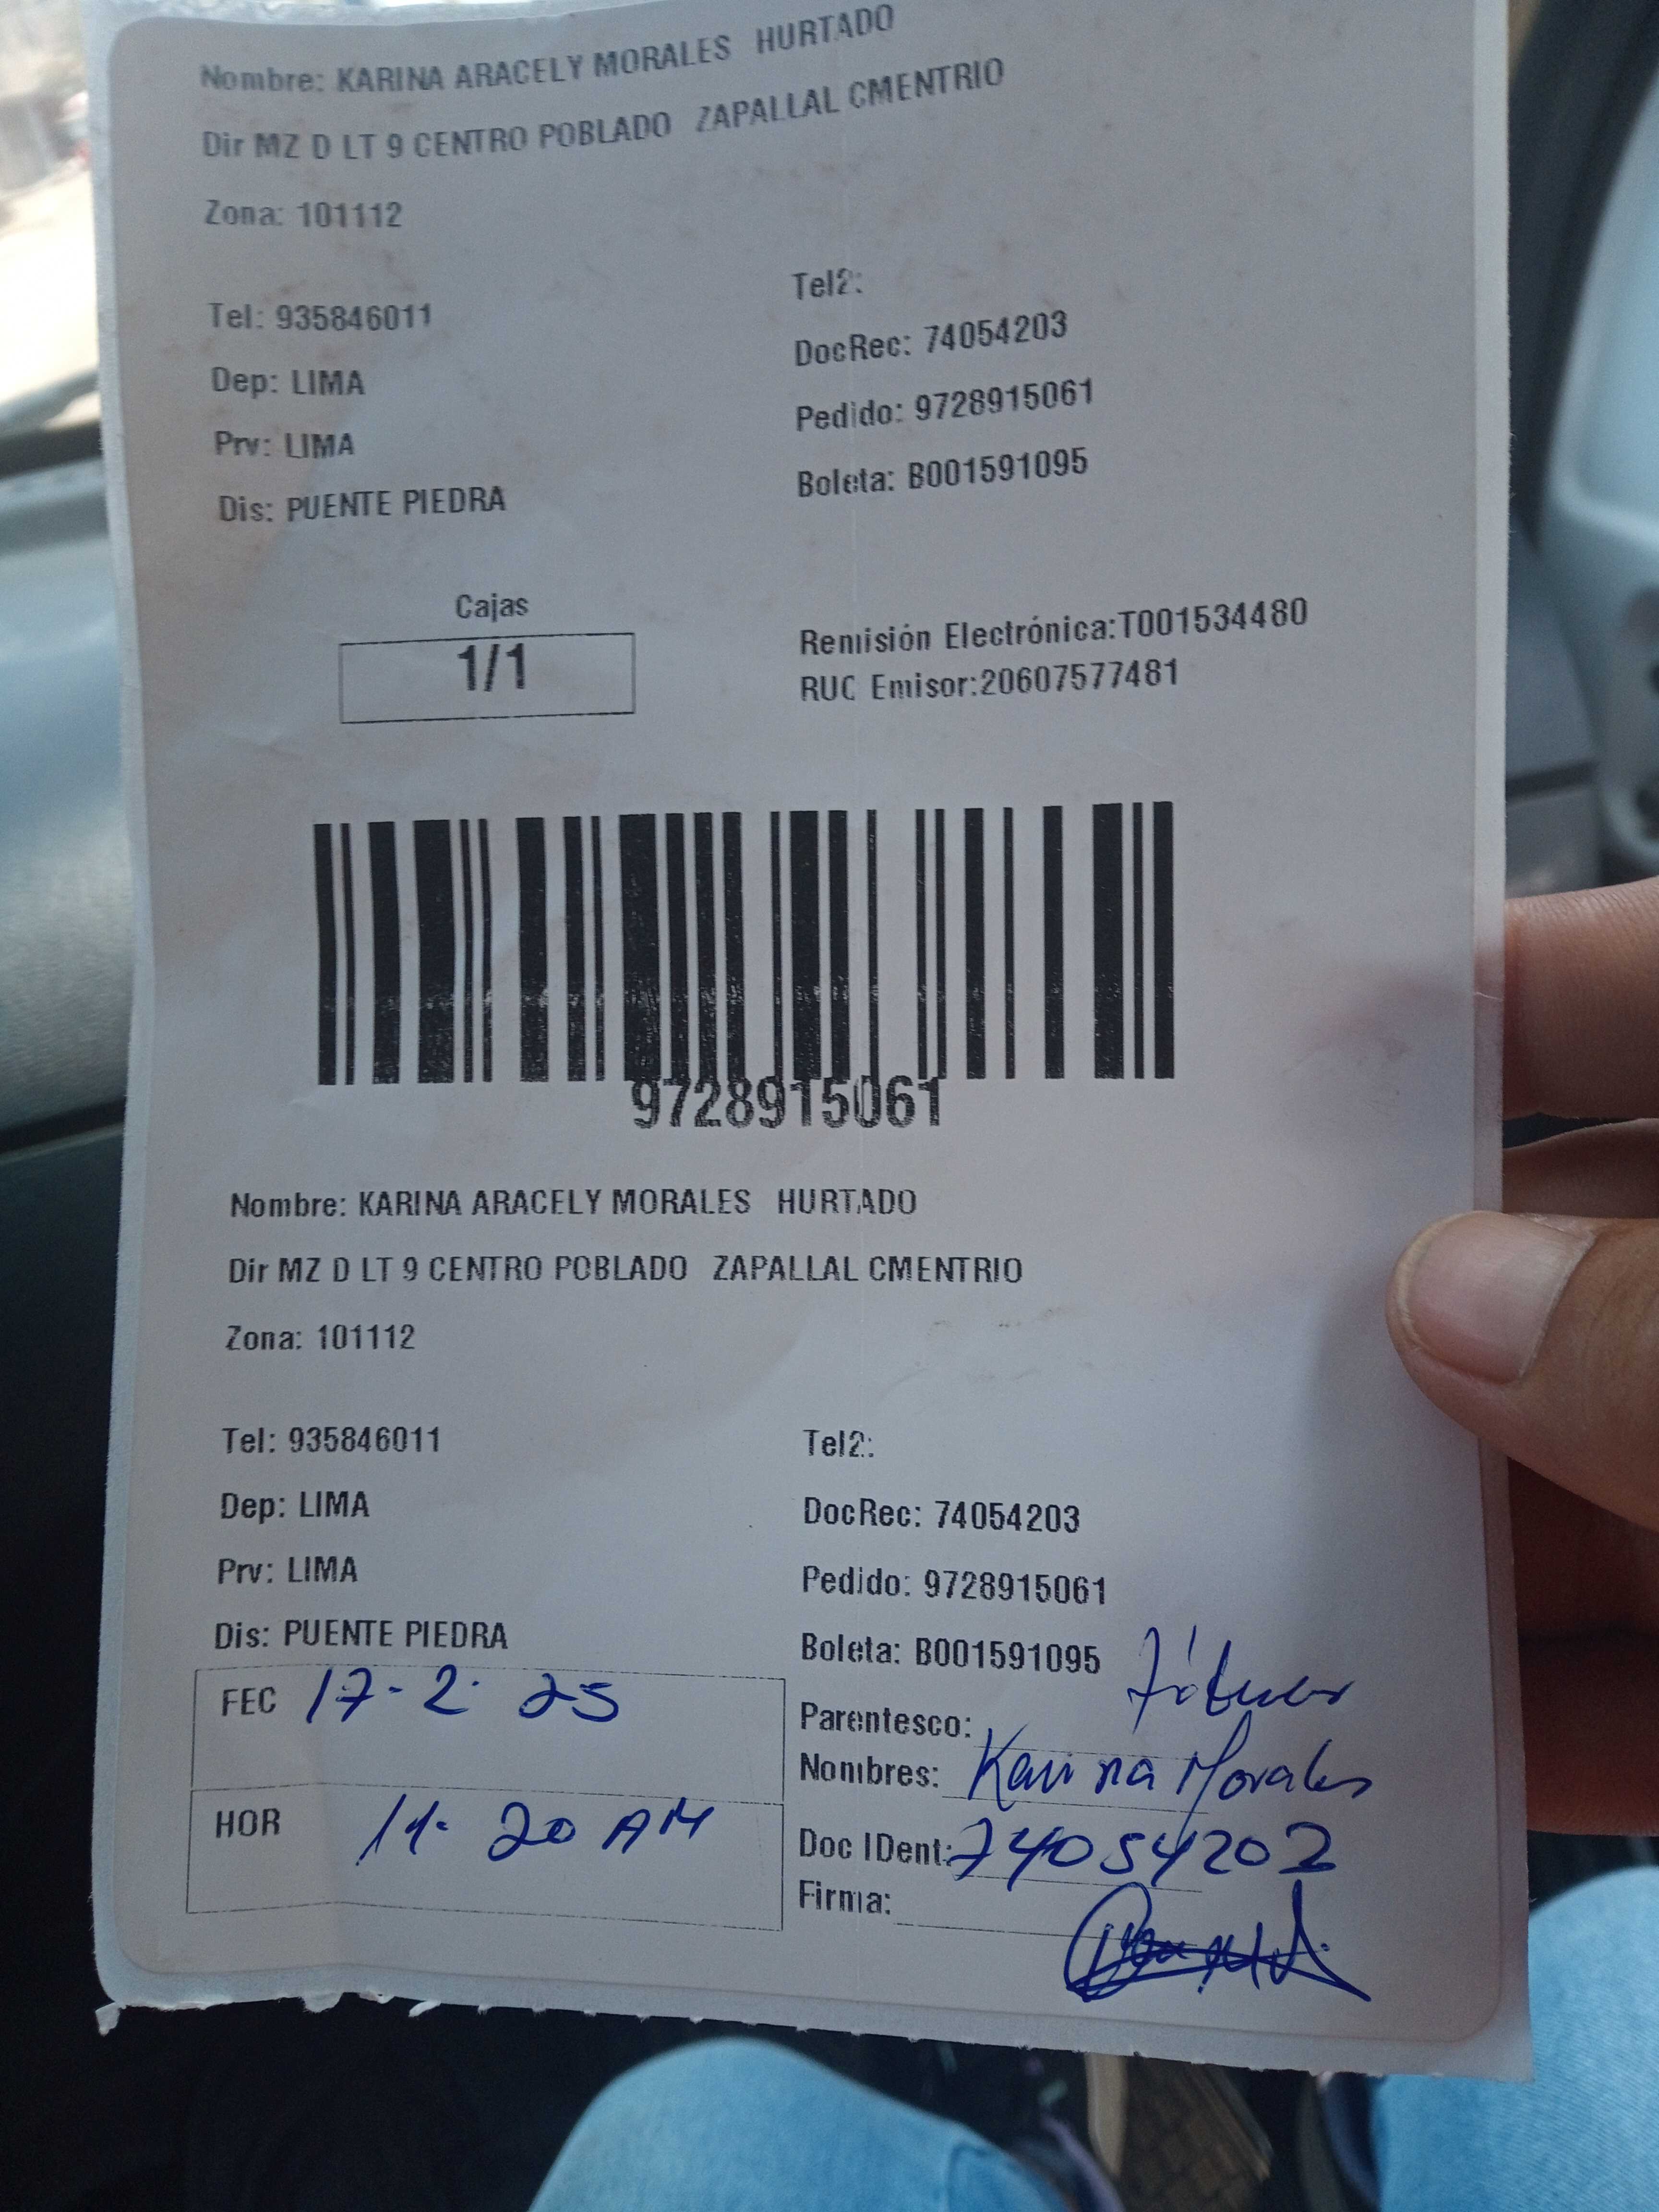 Nombre: KARINA ARACELY MORALES HURTADO
Dir MZ D LT 9 CENTRO POBLADO ZAPALLAL CMENTRIO
Zona: 101112
Tel: 935846011
Tel2:
Dep: LIMA
DocRec: 74054203
Prv: LIMA
Pedido: 9728915061
Dis: PUENTE PIEDRA
Boleta: B001591095
Cajas
1/1
Remisión Electrónica:T001534480
RUC Emisor:20607577481
9728915061
Nombre: KARINA ARACELY MORALES HURTADO
Dir MZ D LT 9 CENTRO POBLADO ZAPALLAL CMENTRIO
Zona: 101112
Tel: 935846011
Tel2:
Dep: LIMA
DocRec: 74054203
Prv: LIMA
Pedido: 9728915061
Dis: PUENTE PIEDRA
Boleta: B001591095
FEC 17-2-25
Parentesco:
Nombres: Karina Morales
HOR 11-20 AM
Doc IDent: 74054202
Firma: